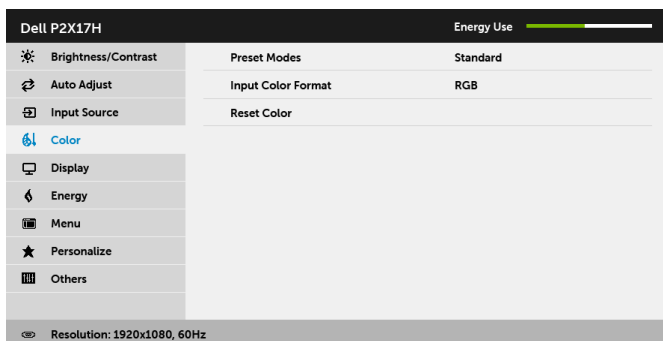 Dell P2X17H Energy Use
Brightness/Contrast Preset Modes Standard
Auto Adjust Input Color Format RGB
Input Source Reset Color
Color
Display
Energy
Menu
Personalize
Others
Resolution: 1920x1080, 60Hz